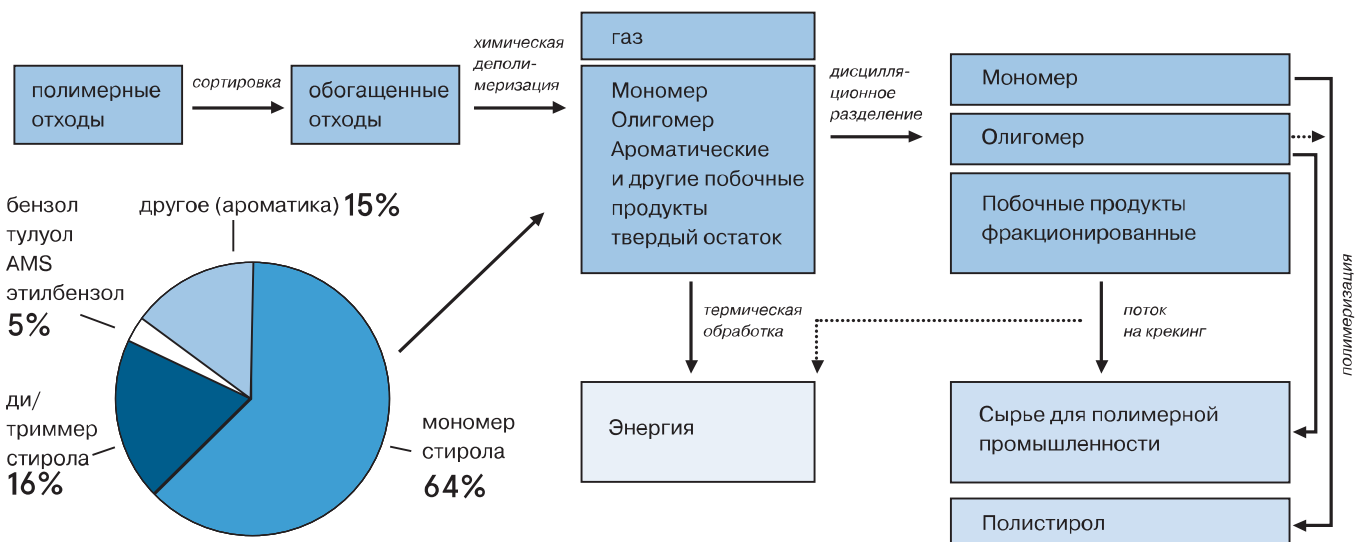 полимерные
отходы
сортировка
обогащенные
отходы
химическая
деполи-
меризация
газ
Мономер
Олигомер
Ароматические
и другие побочные
продукты
твердый остаток
дисцилля-
ционное
разделение
Мономер
Олигомер
Побочные продукты
фракционированные
полимеризация
термическая
обработка
поток
на крекинг
Энергия
Сырье для полимерной
промышленности
Полистирол
другое (ароматика) 15%
бензол
тулуол
AMS
этилбензол
5%
ди/
триммер
стирола
16%
мономер
стирола
64%